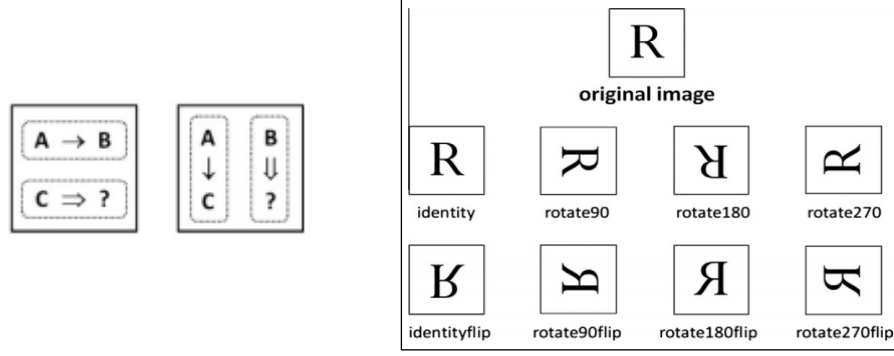 A → B
C ⇒ ?
A B
↓ ⇓
C ?
R
original image
R R R R
identity rotate90 rotate180 rotate270
R R R R
identityflip rotate90flip rotate180flip rotate270flip